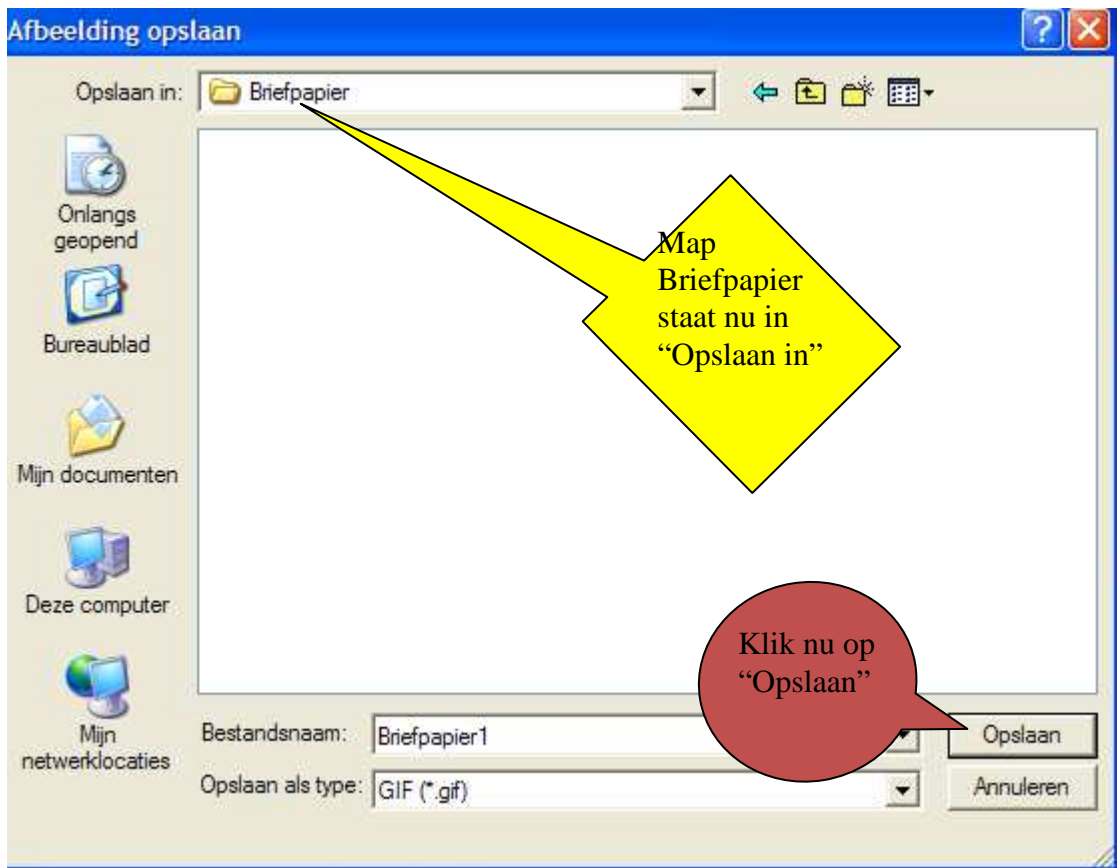 Afbeelding opslaan
Opslaan in:
Briefpapier
Onlangs
geopend
Bureaublad
Mijn documenten
Deze computer
Mijn
netwerklocaties
Map
Briefpapier
staat nu in
“Opslaan in”
Klik nu op
“Opslaan”
Bestandsnaam:
Briefpapier1
Opslaan
Opslaan als type:
GIF (*.gif)
Annuleren